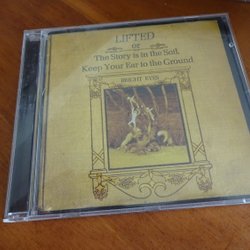 LIFTED
or
The Story is in the Soil,
Keep Your Ear to the Ground
BRIGHT EYES